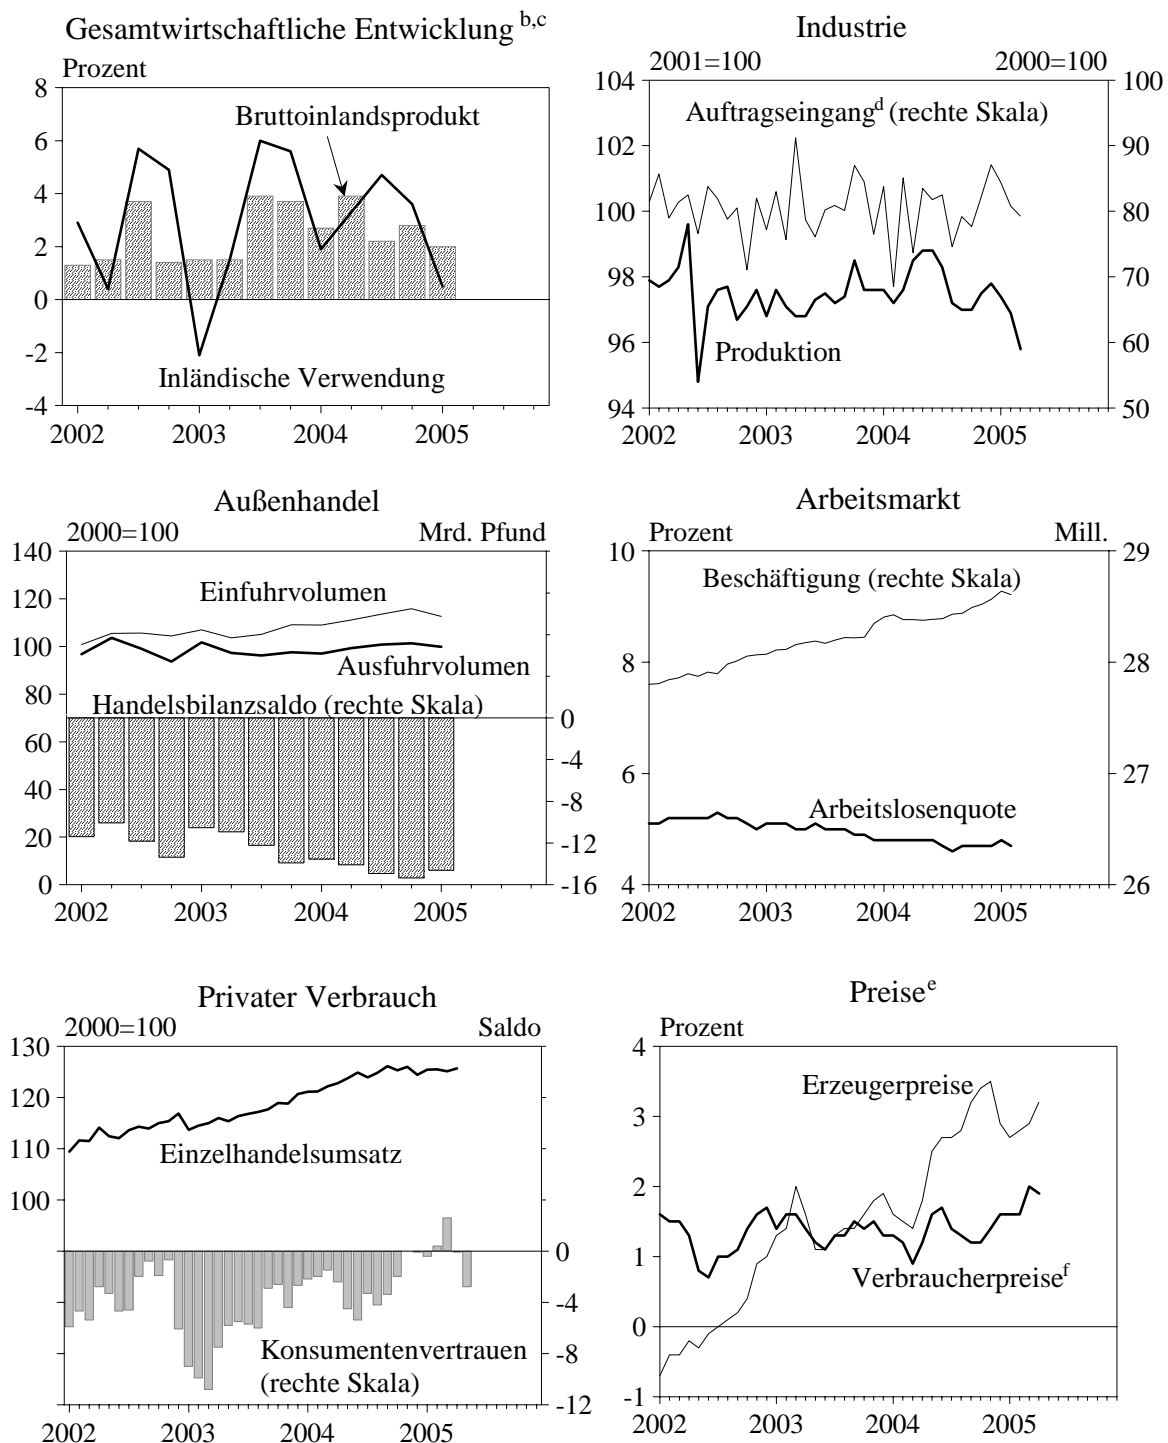 Gesamtwirtschaftliche Entwicklung b,c
Prozent
8
6
4
2
0
-2
-4
Bruttoinlandsprodukt
Inländische Verwendung
2002 2003 2004 2005
Industrie
2001=100 2000=100
104 100
102 90
100 80
98 70
96 60
94 50
Auftragseingang d (rechte Skala)
Produktion
2002 2003 2004 2005
Außenhandel
2000=100 Mrd. Pfund
140
120
100
80
60
40
20
0
Einfuhrvolumen
Ausfuhrvolumen
Handelsbilanzsaldo (rechte Skala)
0
-4
-8
-12
-16
2002 2003 2004 2005
Arbeitsmarkt
Prozent Mill.
10 29
8 28
6 27
4 26
Beschäftigung (rechte Skala)
Arbeitslosenquote
2002 2003 2004 2005
Privater Verbrauch
2000=100 Saldo
130
120
110
100
Einzelhandelsumsatz
0
-4
-8
-12
Konsumentenvertrauen
(rechte Skala)
2002 2003 2004 2005
Preise e
Prozent
4
3
2
1
0
-1
Erzeugerpreise
Verbraucherpreise f
2002 2003 2004 2005